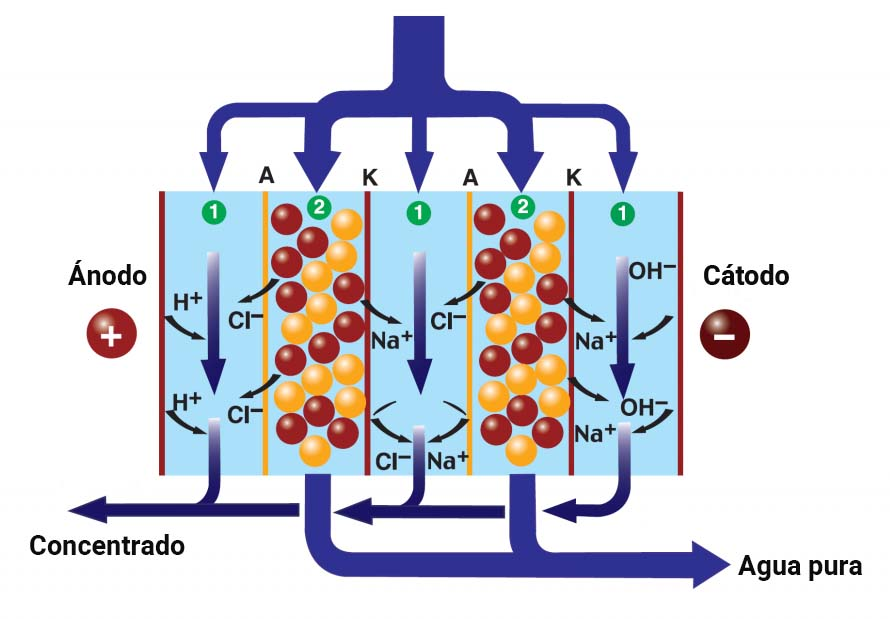 A
K
A
K
1
2
1
2
1
Ánodo
+
Cátodo
−
H⁺
Cl⁻
Na⁺
Cl⁻
Na⁺
OH⁻
H⁺
Cl⁻
Cl⁻
Na⁺
OH⁻
Na⁺
Concentrado
Agua pura